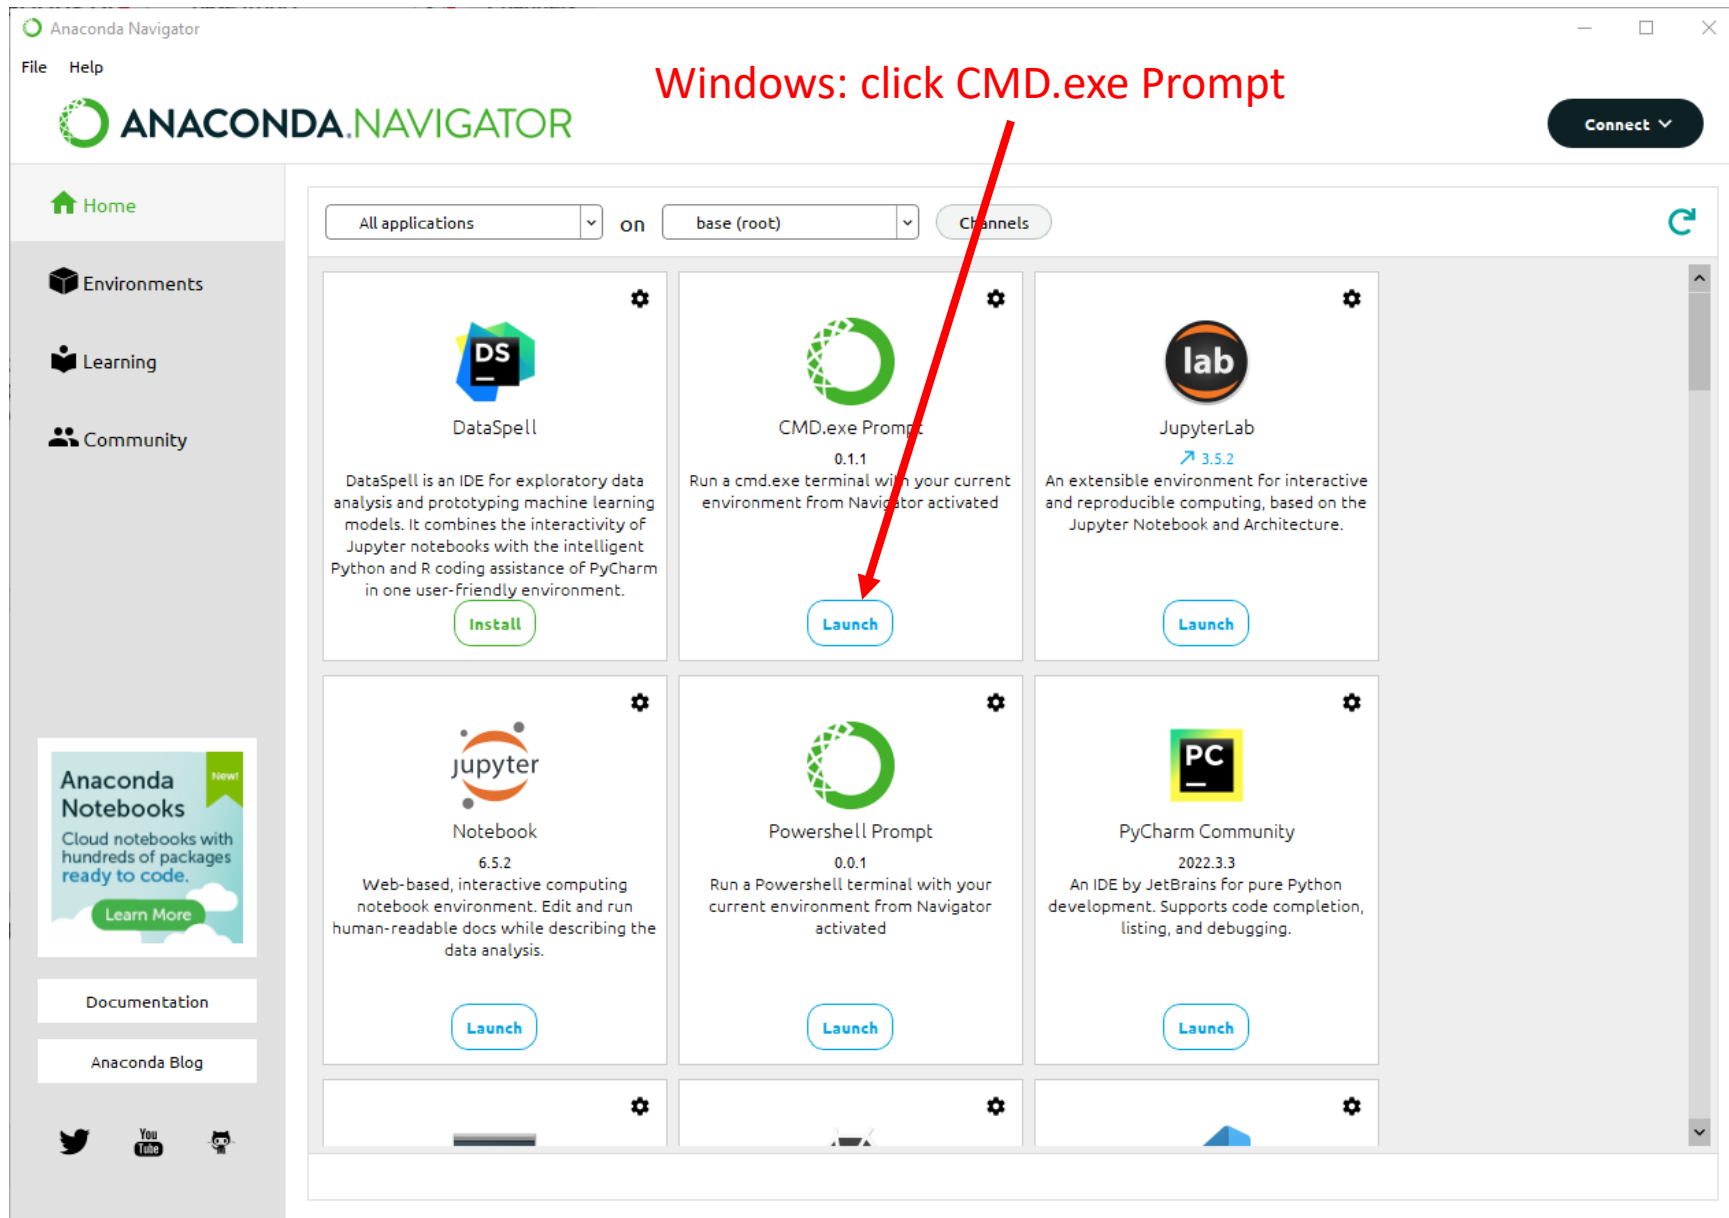 Anaconda Navigator
File Help
Windows: click CMD.exe Prompt
ANACONDA.NAVIGATOR
Connect
Home
Environments
Learning
Community
All applications on base (root) Channels
DS
DataSpell
DataSpell is an IDE for exploratory data
analysis and prototyping machine learning
models. It combines the interactivity of
Jupyter notebooks with the intelligent
Python and R coding assistance of PyCharm
in one user-friendly environment.
Install
CMD.exe Prompt
0.1.1
Run a cmd.exe terminal with your current
environment from Navigator activated
Launch
lab
JupyterLab
3.5.2
An extensible environment for interactive
and reproducible computing, based on the
Jupyter Notebook and Architecture.
Launch
jupyter
Notebook
6.5.2
Web-based, interactive computing
notebook environment. Edit and run
human-readable docs while describing the
data analysis.
Launch
Powershell Prompt
0.0.1
Run a Powershell terminal with your
current environment from Navigator
activated
Launch
PC
PyCharm Community
2022.3.3
An IDE by JetBrains for pure Python
development. Supports code completion,
listing, and debugging.
Launch
Anaconda
Notebooks
New!
Cloud notebooks with
hundreds of packages
ready to code.
Learn More
Documentation
Anaconda Blog
You
Tube